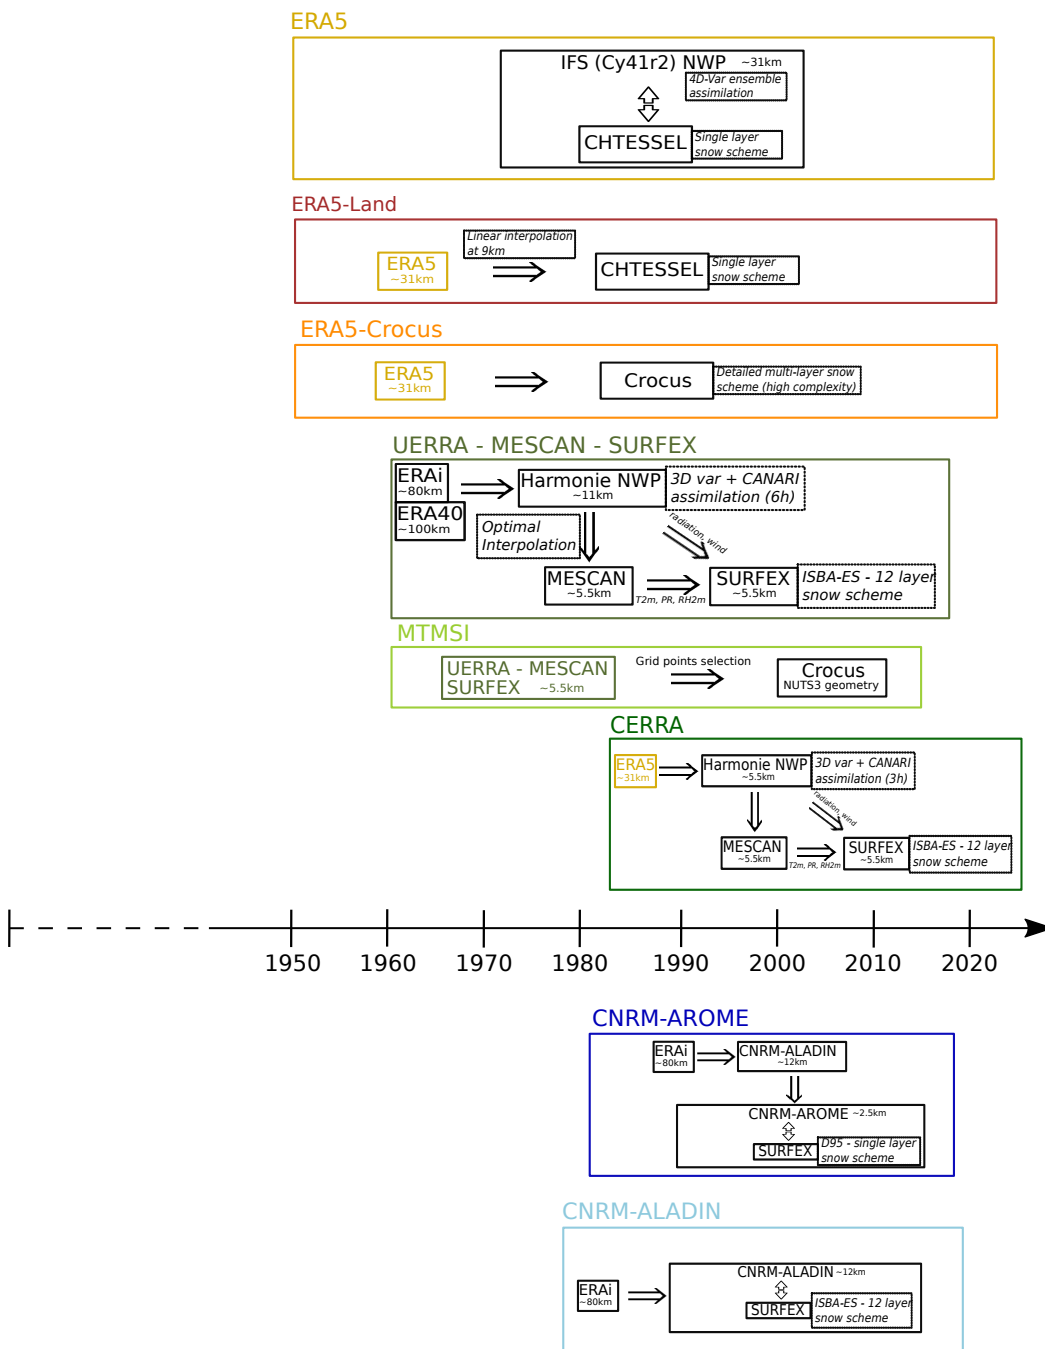 ERA5
IFS (Cy41r2) NWP ~31km
4D-Var ensemble
assimilation
CHTESSEL
Single layer
snow scheme
ERA5-Land
Linear interpolation
at 9km
ERA5
~31km
CHTESSEL
Single layer
snow scheme
ERA5-Crocus
ERA5
~31km
Crocus
Detailed multi-layer snow
scheme (high complexity)
UERRA - MESCAN - SURFEX
ERAi
~80km
ERA40
~100km
Harmonie NWP
~11km
3D var + CANARI
assimilation (6h)
Optimal
Interpolation
radiation, wind
MESCAN
~5.5km
T2m, PR, RH2m
SURFEX
~5.5km
ISBA-ES - 12 layer
snow scheme
MTMSI
UERRA - MESCAN
SURFEX ~5.5km
Grid points selection
Crocus
NUTS3 geometry
CERRA
ERA5
~31km
Harmonie NWP
~5.5km
3D var + CANARI
assimilation (3h)
radiation, wind
MESCAN
~5.5km
T2m, PR, RH2m
SURFEX
~5.5km
ISBA-ES - 12 layer
snow scheme
1950 1960 1970 1980 1990 2000 2010 2020
CNRM-AROME
ERAi
~80km
CNRM-ALADIN
~12km
CNRM-AROME ~2.5km
SURFEX
D95 - single layer
snow scheme
CNRM-ALADIN
ERAi
~80km
CNRM-ALADIN ~12km
SURFEX
ISBA-ES - 12 layer
snow scheme